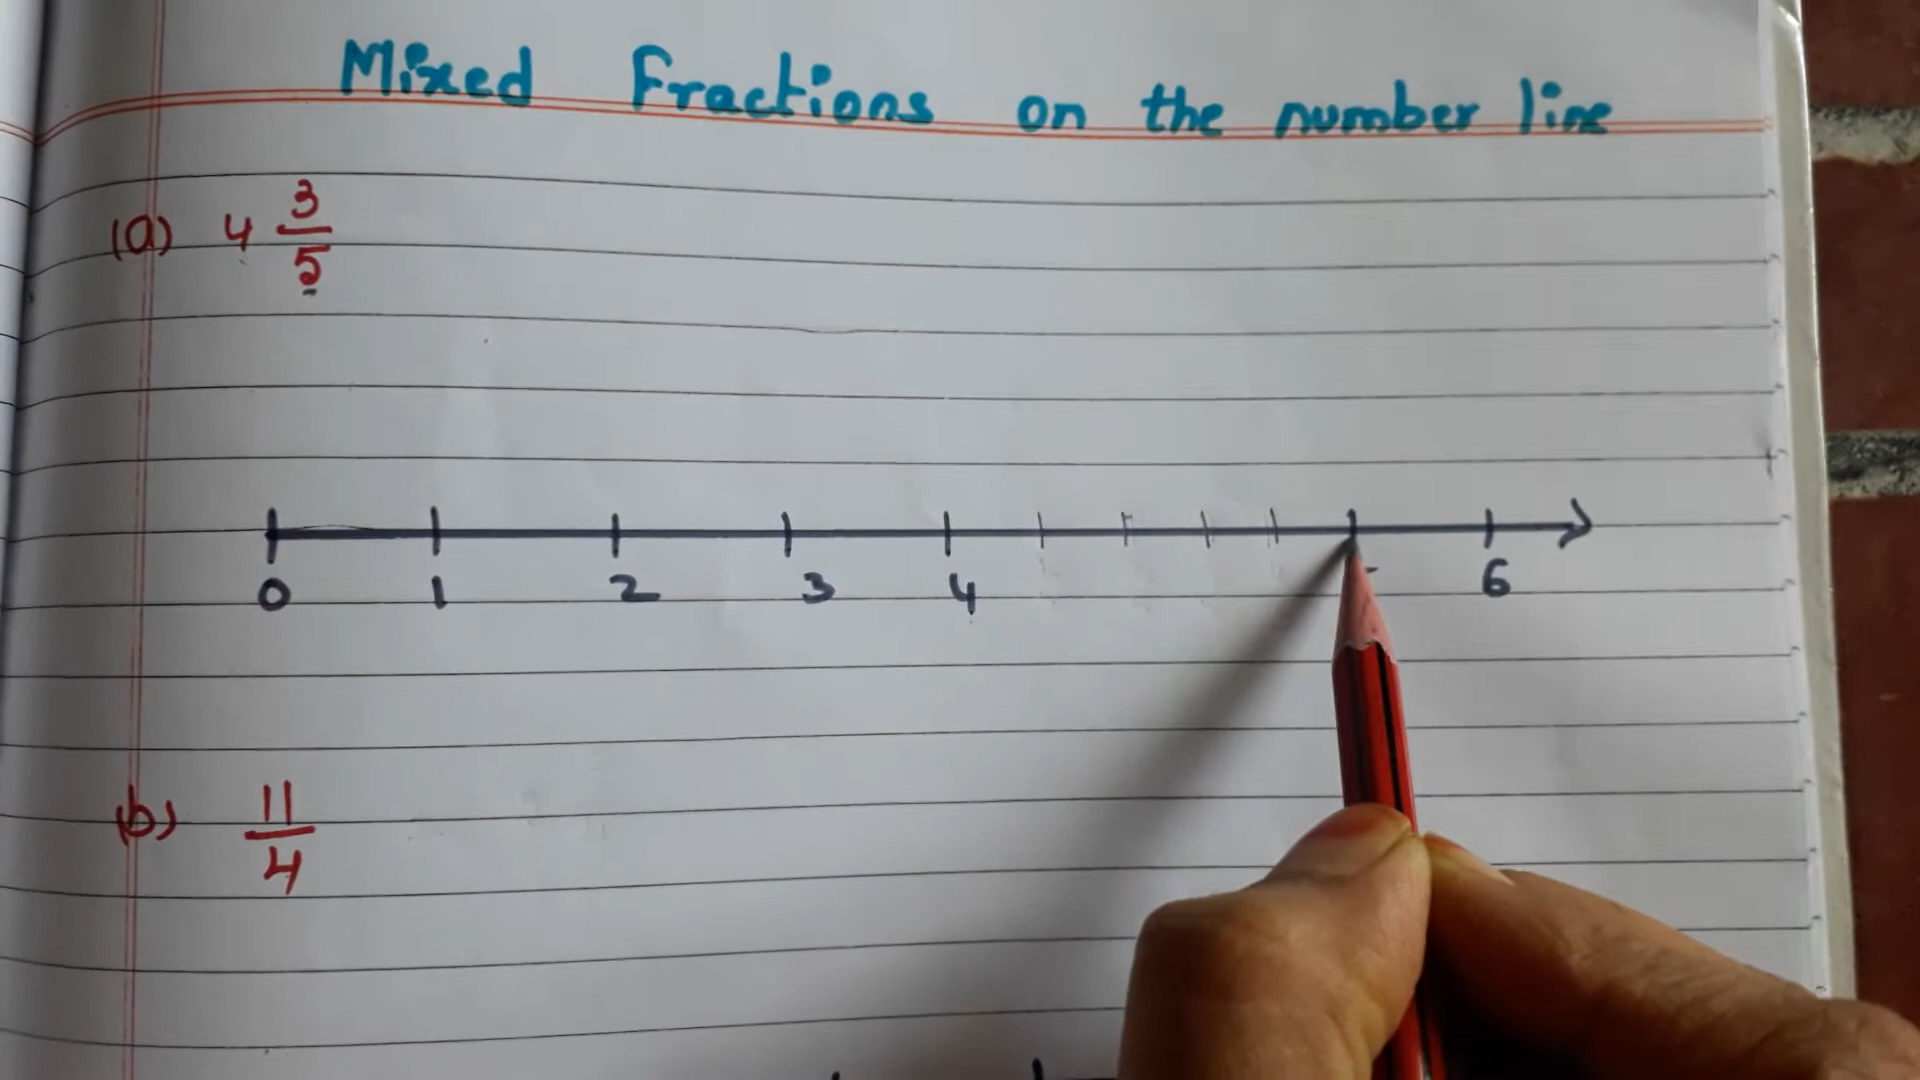 Mixed Fractions on the number line
(a) 4 3/5
0 1 2 3 4 6
(b) 11/4